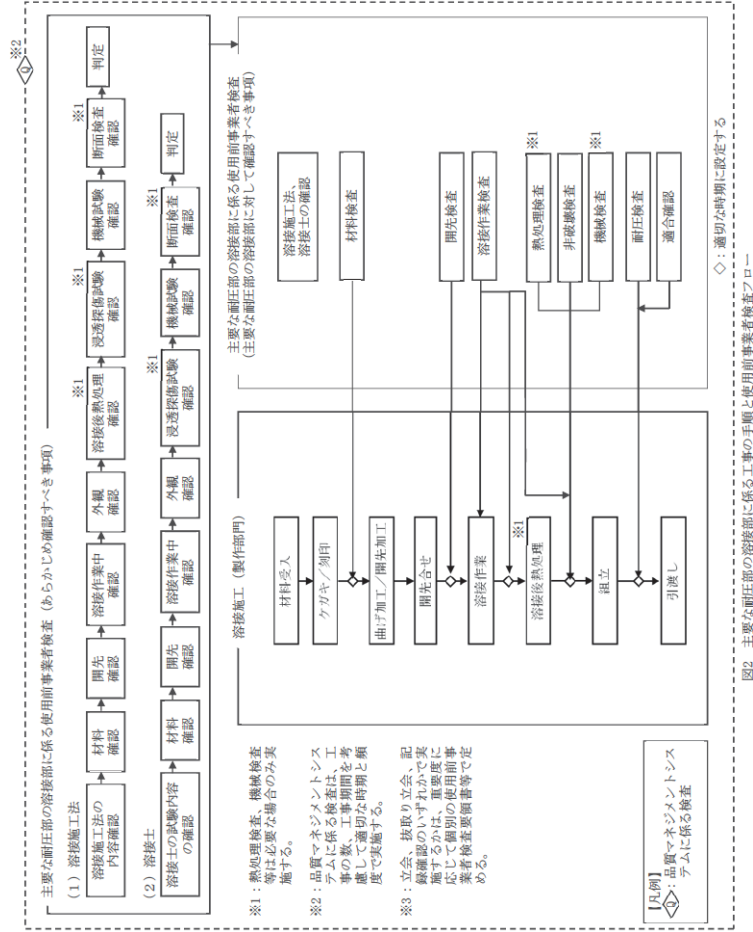 ※2
Q
主要な耐圧部の溶接部に係る使用前事業者検査（あらかじめ確認すべき事項）
（1）溶接施工法
溶接施工法の
内容確認
材料
確認
開先
確認
溶接作業中
確認
外観
確認
※1
溶接後熱処理
確認
※1
浸透探傷試験
確認
機械試験
確認
※1
断面検査
確認
判定
（2）溶接士
溶接士の試験内容
の確認
材料
確認
開先
確認
溶接作業中
確認
外観
確認
※1
浸透探傷試験
確認
機械試験
確認
※1
断面検査
確認
判定
※1：熱処理検査、機械検査
等は必要な場合のみ実
施する。
※2：品質マネジメントシス
テムに係る検査は、工
事の数、工事期間を考
慮して適切な時期と頻
度で実施する。
※3：立会、抜取り立会、記
録確認のいずれかで実
施するかは、重要度に
応じて個別の使用前事
業者検査要領書等で定
める。
【凡例】
Q：品質マネジメントシス
テムに係る検査
溶接施工（製作部門）
材料受入
ケガキ／刻印
曲げ加工／開先加工
開先合せ
溶接作業
※1
溶接後熱処理
組立
引渡し
主要な耐圧部の溶接部に係る使用前事業者検査
（主要な耐圧部の溶接部に対して確認すべき事項）
溶接施工法、
溶接士の確認
材料検査
開先検査
溶接作業検査
※1
熱処理検査
非破壊検査
※1
機械検査
耐圧検査
適合確認
◇：適切な時期に設定する
図2　主要な耐圧部の溶接部に係る工事の手順と使用前事業者検査フロー